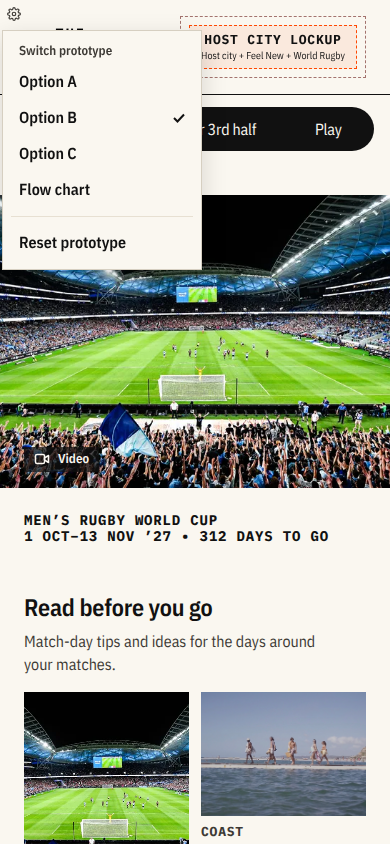 HOST CITY LOCKUP
Host city + Feel New + World Rugby
Switch prototype
Option A
Option B
Option C
Flow chart
Reset prototype
3rd half
Play
Video
MEN’S RUGBY WORLD CUP
1 OCT–13 NOV ’27 • 312 DAYS TO GO
Read before you go
Match-day tips and ideas for the days around
your matches.
COAST